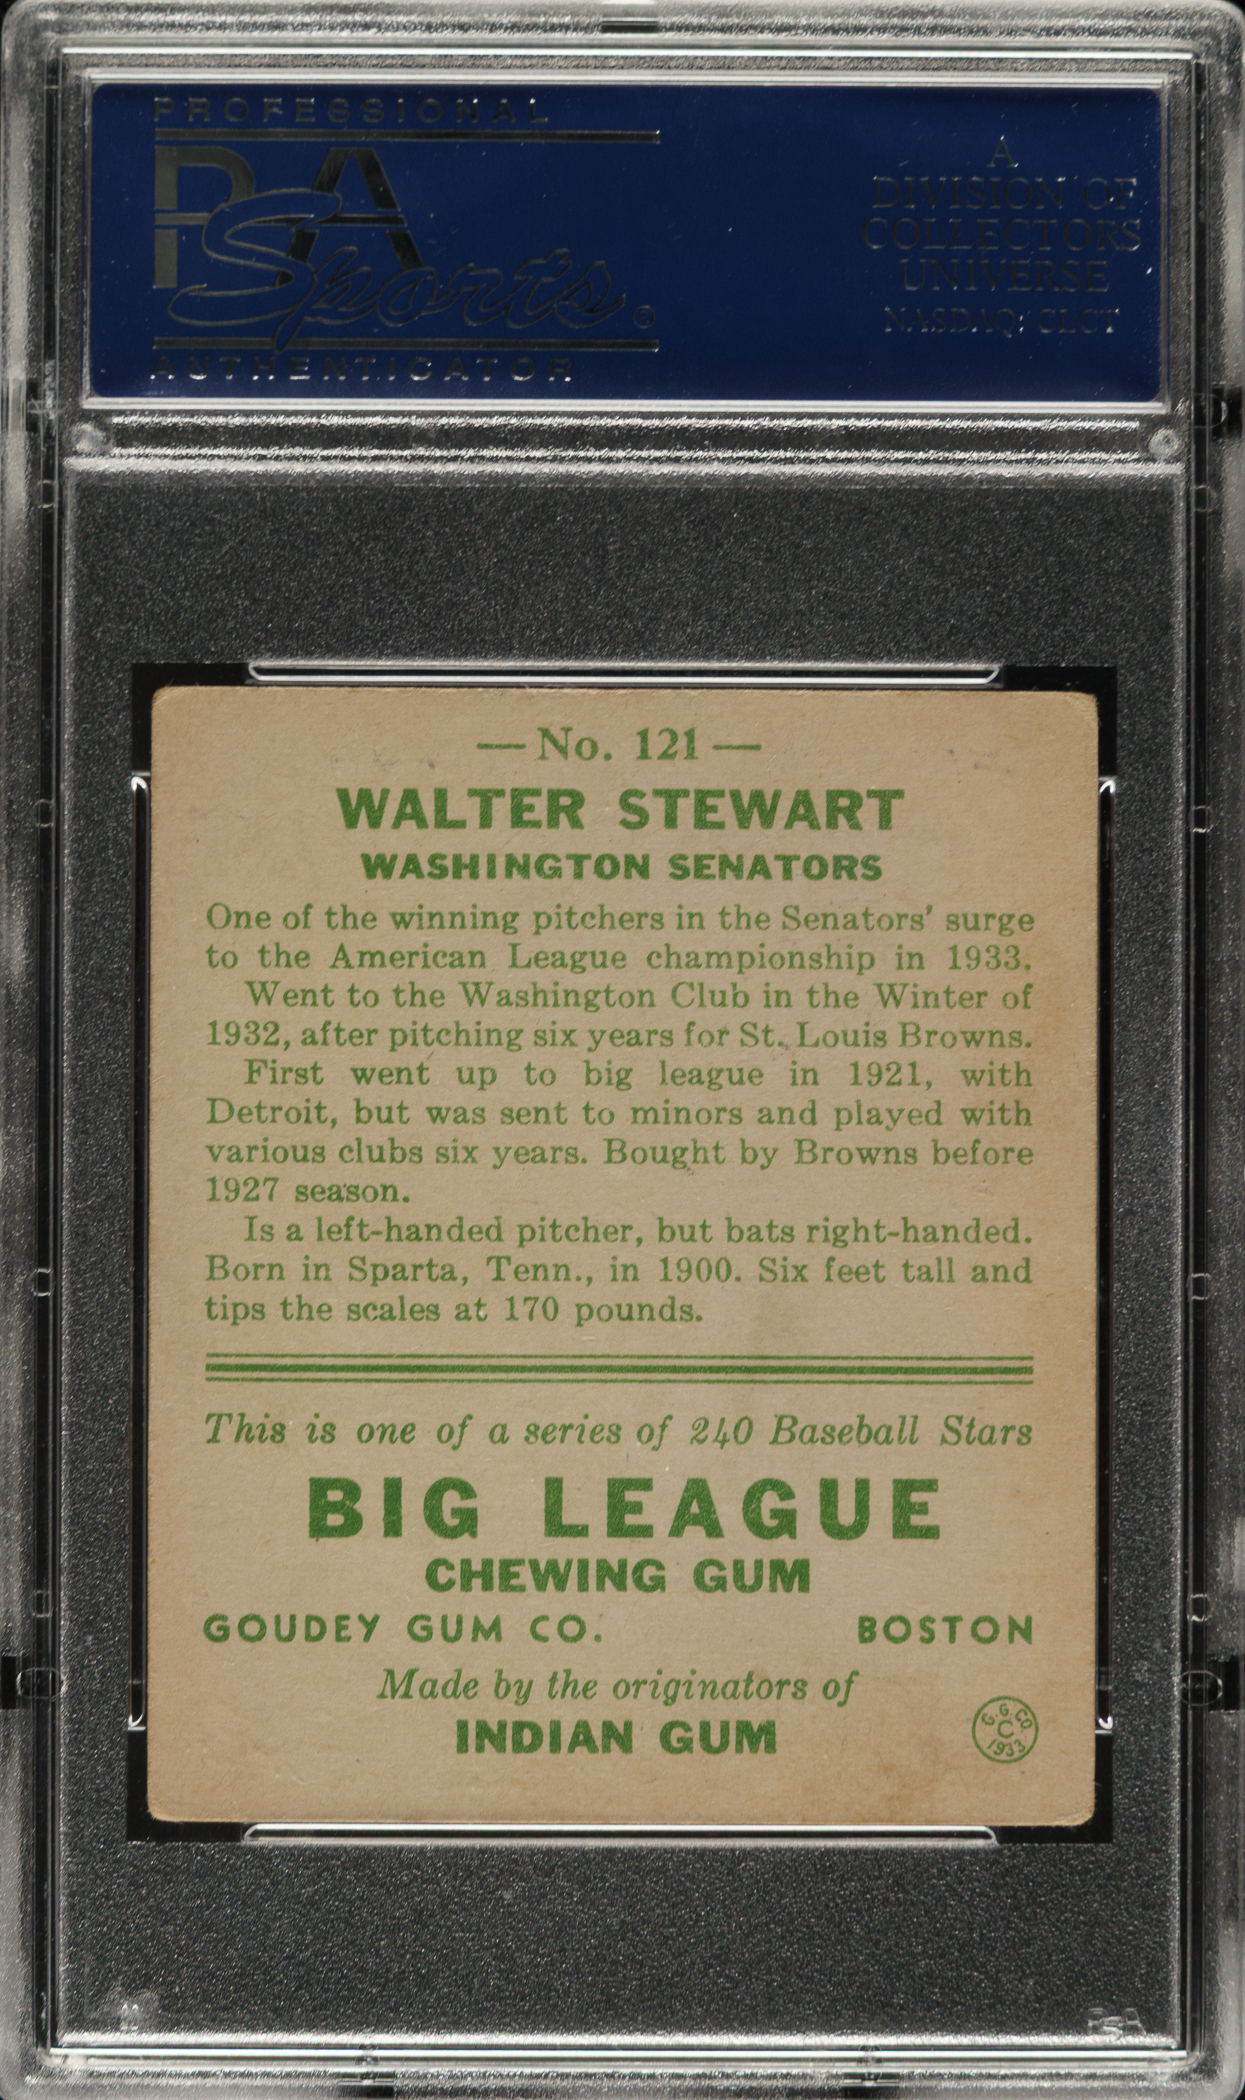 PROFESSIONAL
PSA
Sports®
AUTHENTICATOR
A
DIVISION OF
COLLECTORS
UNIVERSE
NASDAQ: CLCT
— No. 121 —
WALTER STEWART
WASHINGTON SENATORS
One of the winning pitchers in the Senators' surge
to the American League championship in 1933.
Went to the Washington Club in the Winter of
1932, after pitching six years for St. Louis Browns.
First went up to big league in 1921, with
Detroit, but was sent to minors and played with
various clubs six years. Bought by Browns before
1927 season.
Is a left-handed pitcher, but bats right-handed.
Born in Sparta, Tenn., in 1900. Six feet tall and
tips the scales at 170 pounds.
This is one of a series of 240 Baseball Stars
BIG LEAGUE
CHEWING GUM
GOUDEY GUM CO. BOSTON
Made by the originators of
INDIAN GUM
G. G. CO.
C
1933
11
PSA